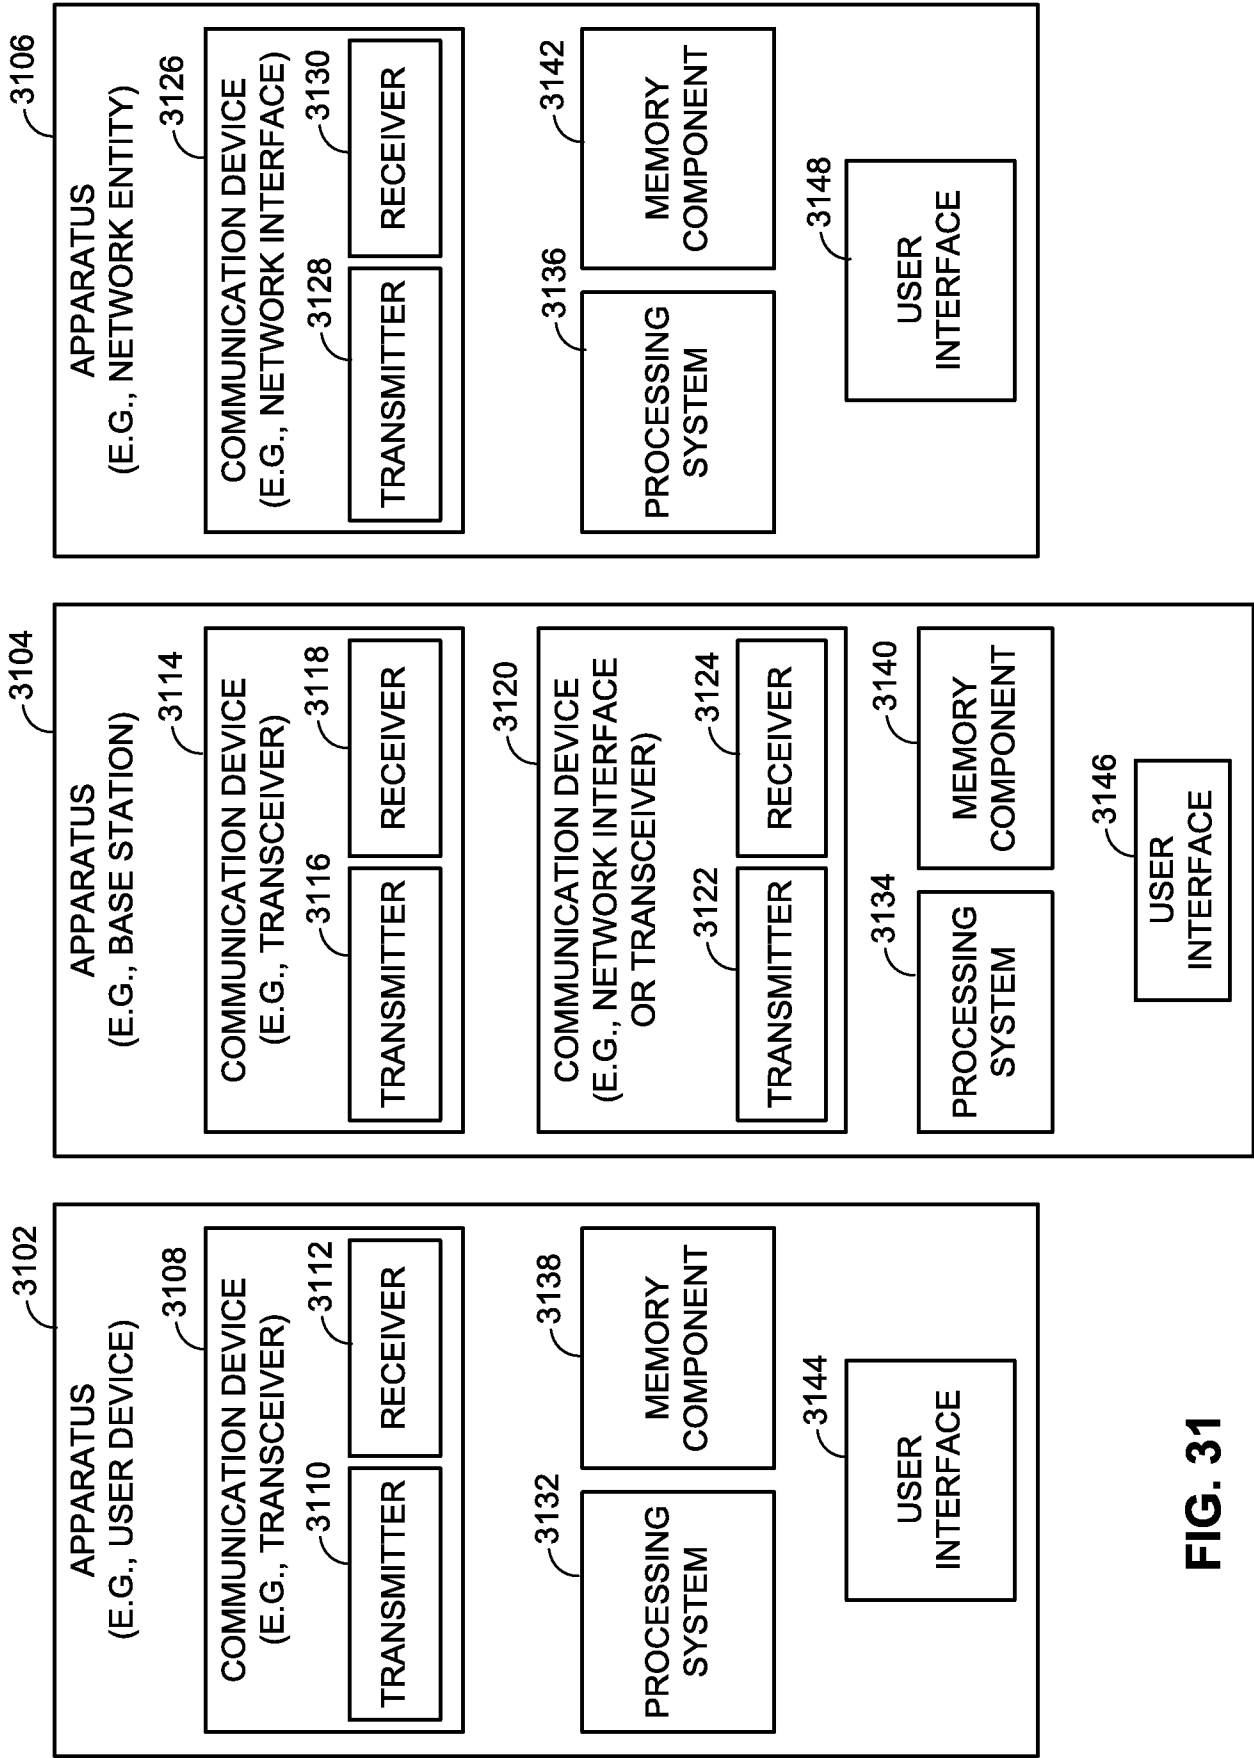 3102
APPARATUS
(E.G., USER DEVICE)
3108
COMMUNICATION DEVICE
(E.G., TRANSCEIVER)
3110
3112
TRANSMITTER
RECEIVER
3132
3138
PROCESSING
SYSTEM
MEMORY
COMPONENT
3144
USER
INTERFACE
3104
APPARATUS
(E.G., BASE STATION)
3114
COMMUNICATION DEVICE
(E.G., TRANSCEIVER)
3116
3118
TRANSMITTER
RECEIVER
3120
COMMUNICATION DEVICE
(E.G., NETWORK INTERFACE
OR TRANSCEIVER)
3122
3124
TRANSMITTER
RECEIVER
3134
3140
PROCESSING
SYSTEM
MEMORY
COMPONENT
3146
USER
INTERFACE
3106
APPARATUS
(E.G., NETWORK ENTITY)
3126
COMMUNICATION DEVICE
(E.G., NETWORK INTERFACE)
3128
3130
TRANSMITTER
RECEIVER
3136
3142
PROCESSING
SYSTEM
MEMORY
COMPONENT
3148
USER
INTERFACE
FIG. 31